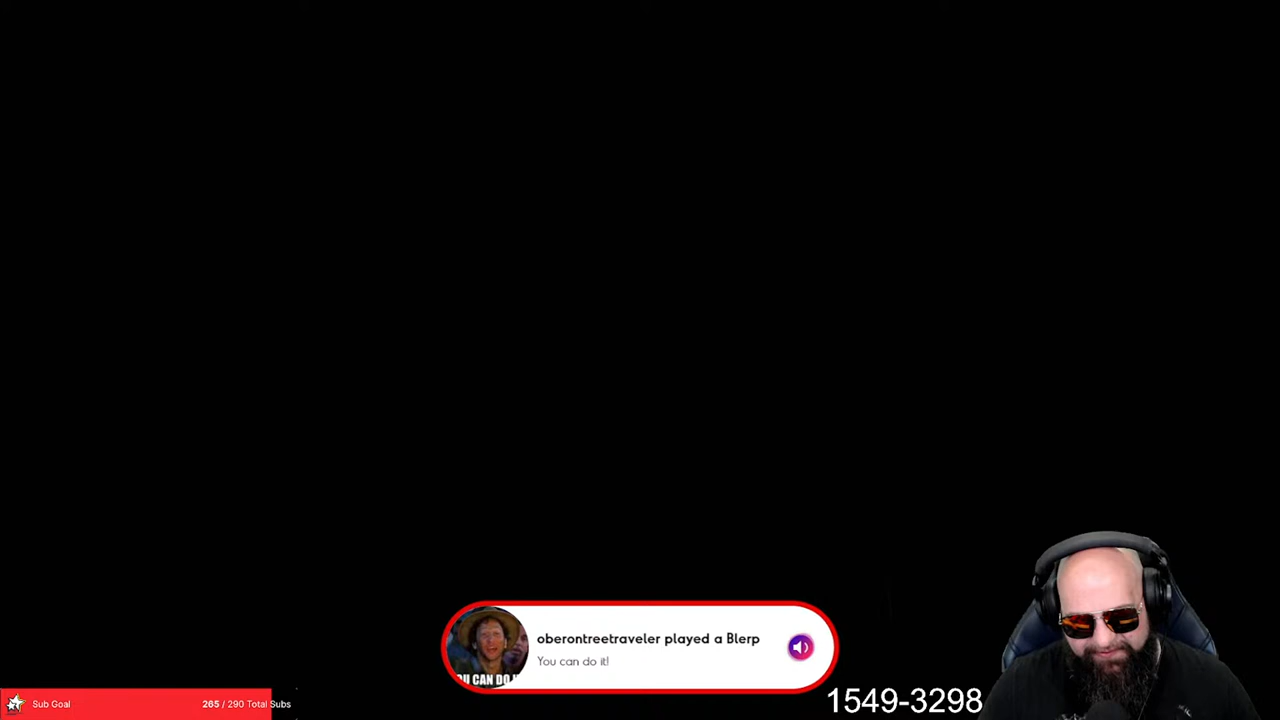 oberontreetraveler played a Blerp
You can do it!
1549-3298
Sub Goal
265 / 290 Total Subs